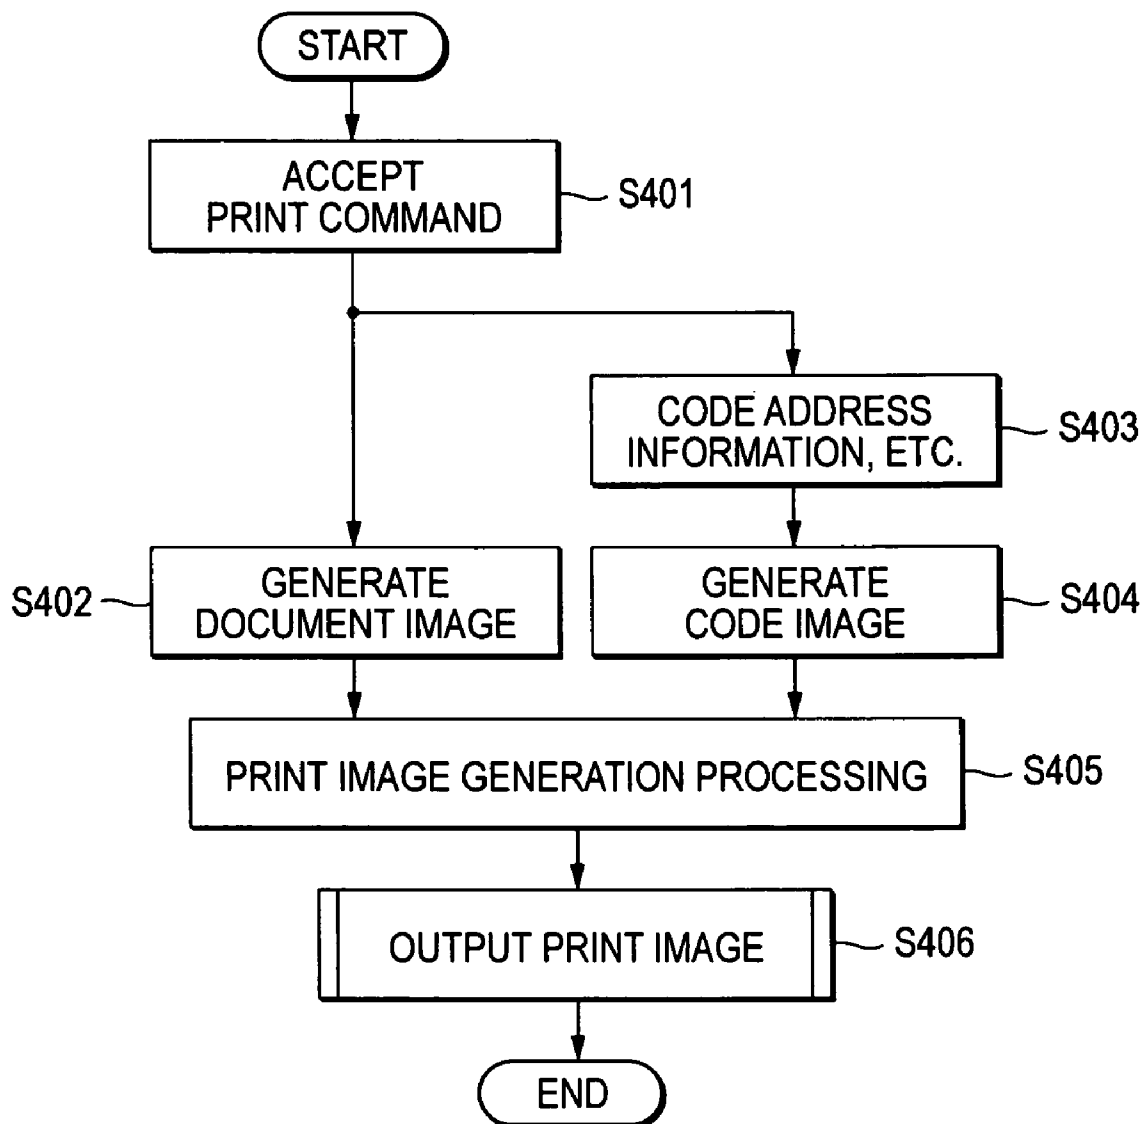 START
ACCEPT
PRINT COMMAND
S401
CODE ADDRESS
INFORMATION, ETC.
S403
S402
GENERATE
DOCUMENT IMAGE
GENERATE
CODE IMAGE
S404
PRINT IMAGE GENERATION PROCESSING
S405
OUTPUT PRINT IMAGE
S406
END